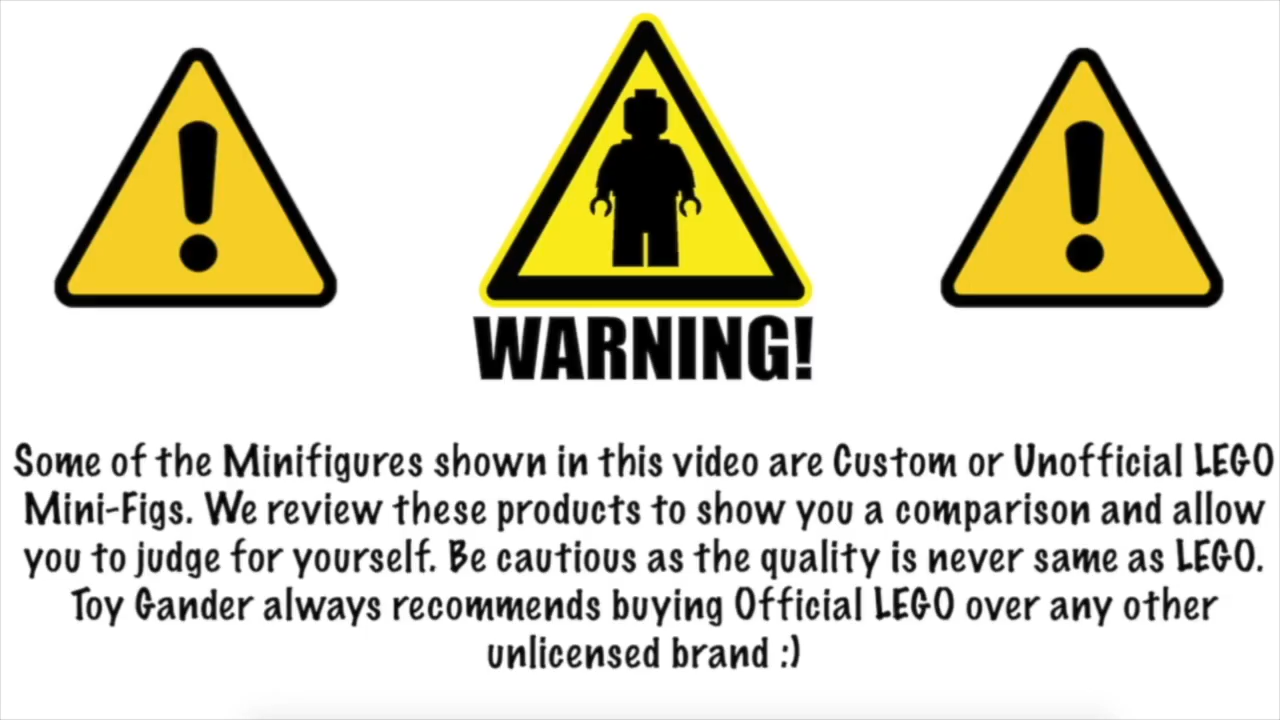 WARNING!
Some of the Minifigures shown in this video are Custom or Unofficial LEGO
Mini-Figs. We review these products to show you a comparison and allow
you to judge for yourself. Be cautious as the quality is never same as LEGO.
Toy Gander always recommends buying Official LEGO over any other
unlicensed brand :)